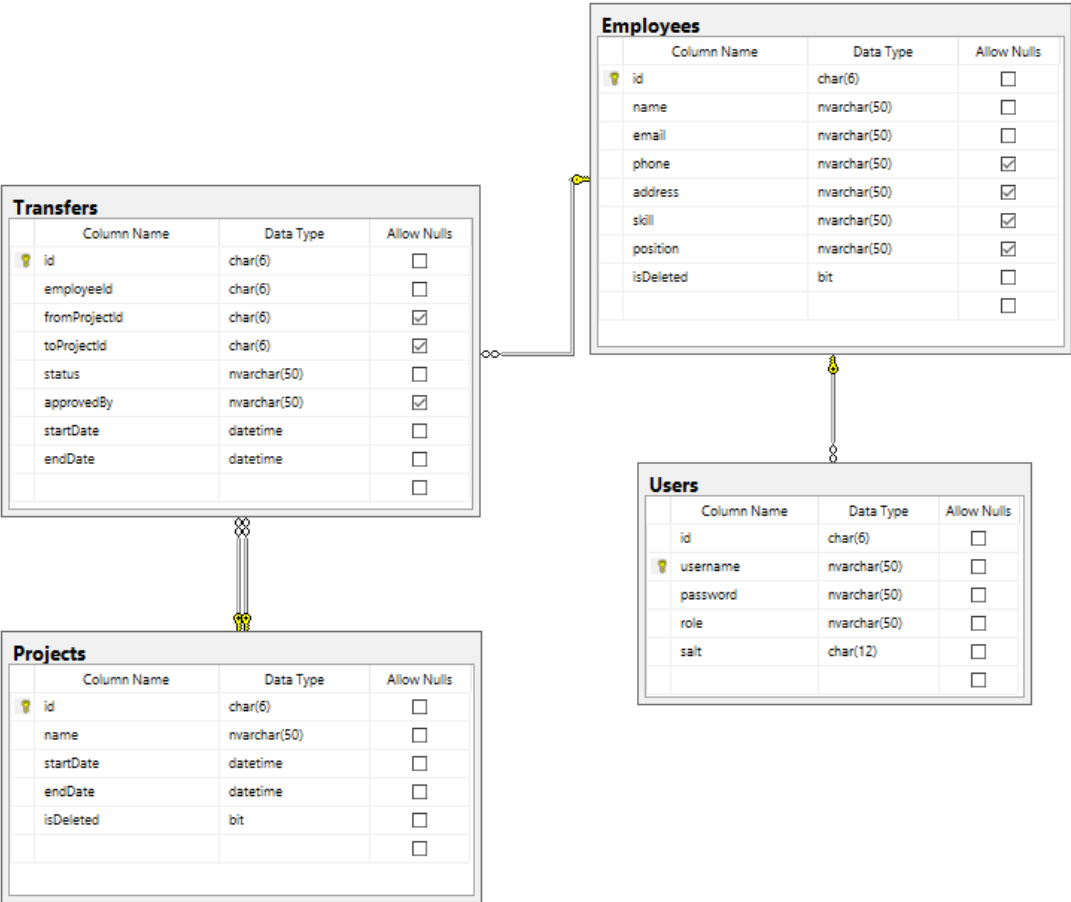 Employees
Column Name Data Type Allow Nulls
id char(6)
name nvarchar(50)
email nvarchar(50)
phone nvarchar(50)
address nvarchar(50)
skill nvarchar(50)
position nvarchar(50)
isDeleted bit
Transfers
Column Name Data Type Allow Nulls
id char(6)
employeeId char(6)
fromProjectId char(6)
toProjectId char(6)
status nvarchar(50)
approvedBy nvarchar(50)
startDate datetime
endDate datetime
Users
Column Name Data Type Allow Nulls
id char(6)
username nvarchar(50)
password nvarchar(50)
role nvarchar(50)
salt char(12)
Projects
Column Name Data Type Allow Nulls
id char(6)
name nvarchar(50)
startDate datetime
endDate datetime
isDeleted bit